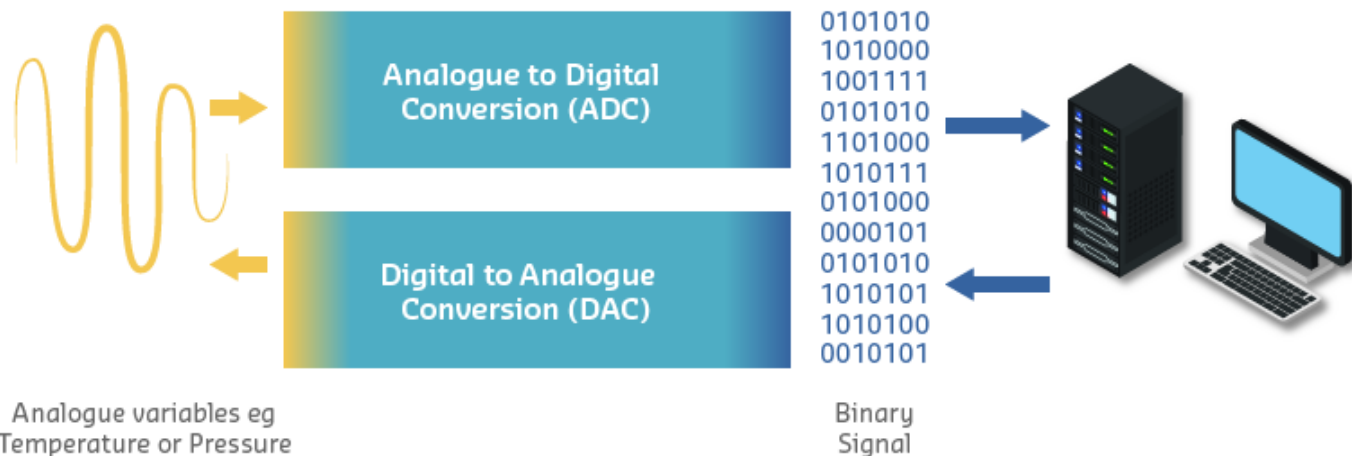 Analogue to Digital
Conversion (ADC)
Digital to Analogue
Conversion (DAC)
0101010
1010000
1001111
0101010
1101000
1010111
0101000
0000101
0101010
1010101
1010100
0010101
Analogue variables eg
Temperature or Pressure
Binary
Signal